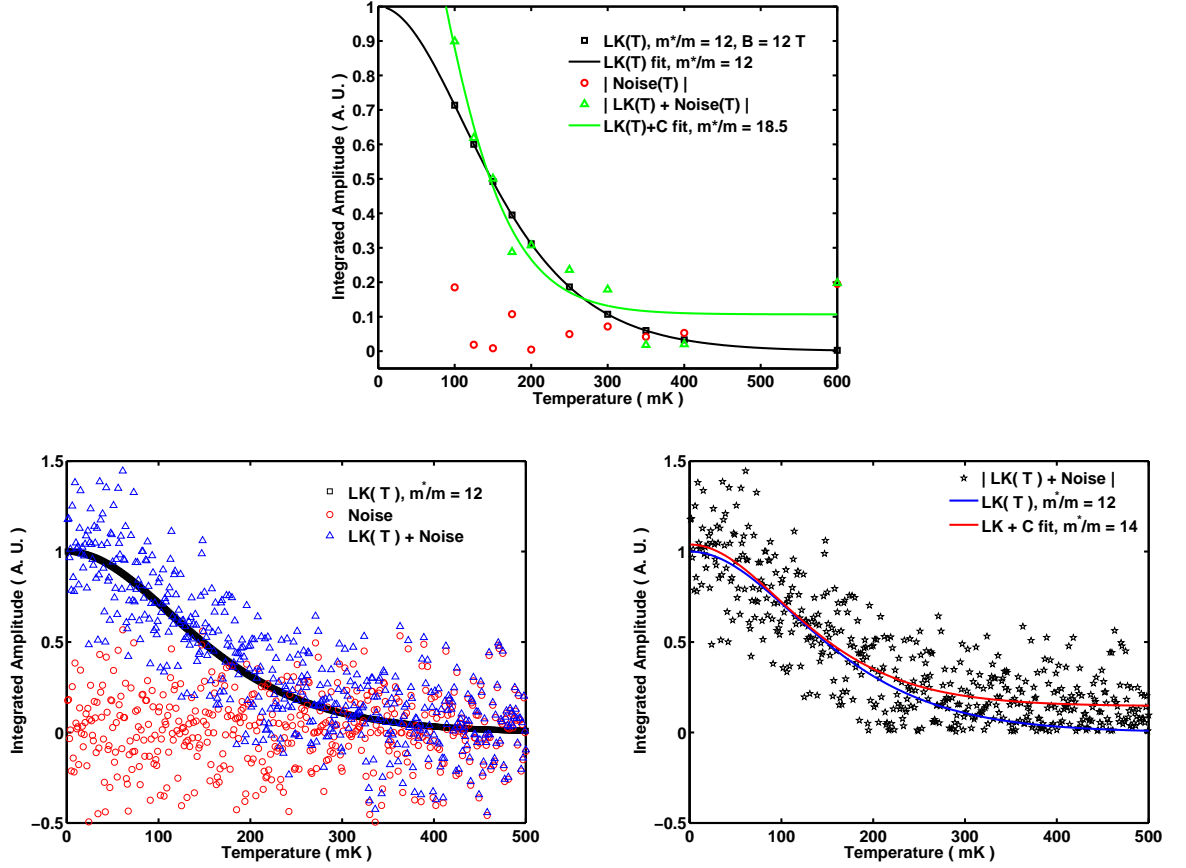 1
0.9
0.8
0.7
0.6
0.5
0.4
0.3
0.2
0.1
0
Integrated Amplitude ( A. U. )
LK(T), m*/m = 12, B = 12 T
LK(T) fit, m*/m = 12
| Noise(T) |
| LK(T) + Noise(T) |
LK(T)+C fit, m*/m = 18.5
0 100 200 300 400 500 600
Temperature ( mK )
1.5
1
0.5
0
−0.5
Integrated Amplitude ( A. U. )
LK( T ), m*/m = 12
Noise
LK( T ) + Noise
0 100 200 300 400 500
Temperature ( mK )
1.5
1
0.5
0
−0.5
Integrated Amplitude ( A. U. )
| LK( T ) + Noise |
LK( T ), m*/m = 12
LK + C fit, m*/m = 14
0 100 200 300 400 500
Temperature ( mK )